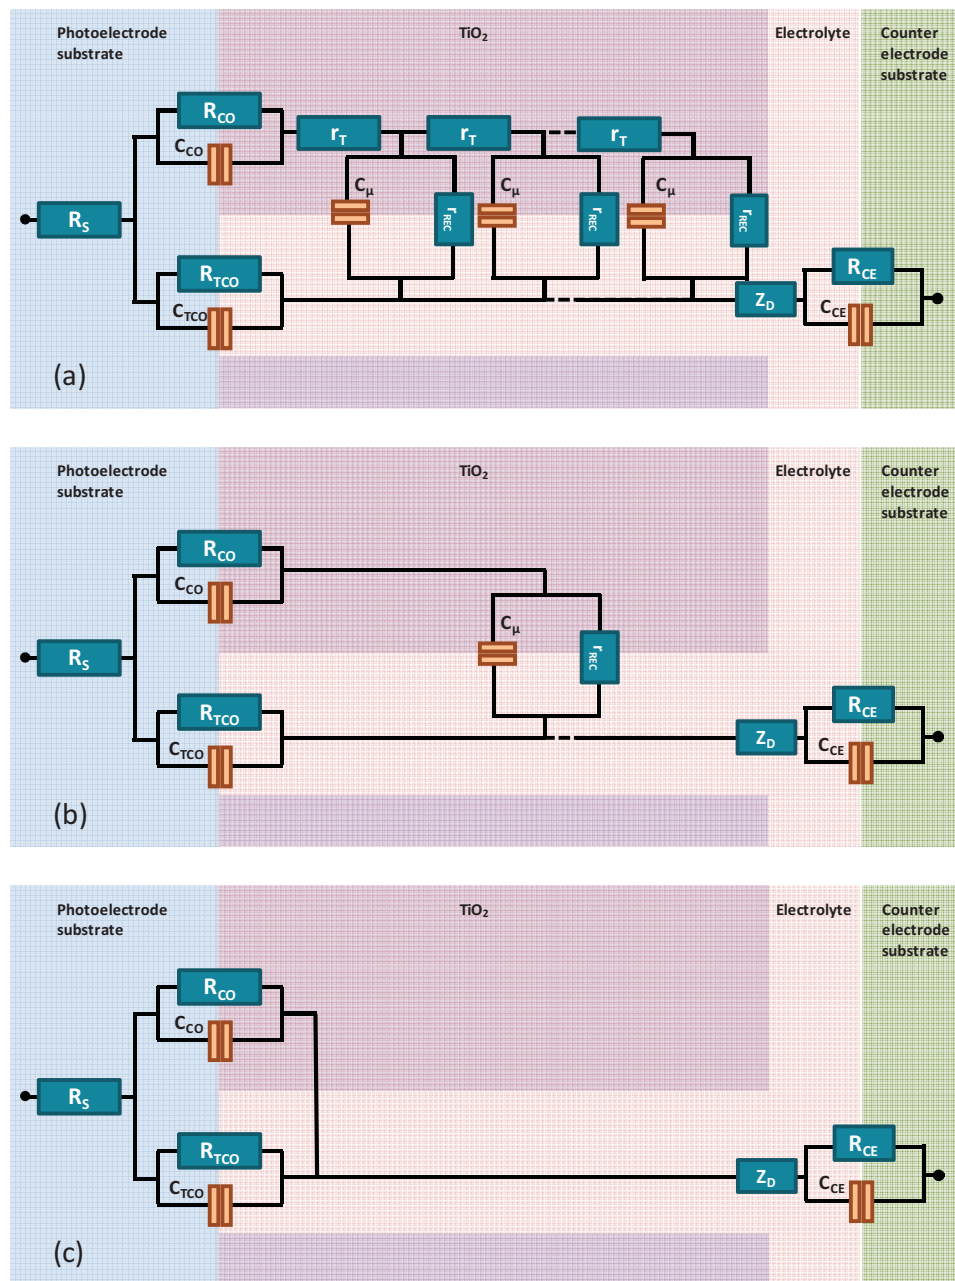 Photoelectrode substrate
TiO₂
Electrolyte
Counter electrode substrate
R_CO
C_CO
r_T
r_T
r_T
C_μ
C_μ
C_μ
r_REC
r_REC
r_REC
R_S
R_TCO
C_TCO
R_CE
Z_D
C_CE
(a)
Photoelectrode substrate
TiO₂
Electrolyte
Counter electrode substrate
R_CO
C_CO
C_μ
r_REC
R_S
R_TCO
C_TCO
R_CE
Z_D
C_CE
(b)
Photoelectrode substrate
TiO₂
Electrolyte
Counter electrode substrate
R_CO
C_CO
R_S
R_TCO
C_TCO
R_CE
Z_D
C_CE
(c)